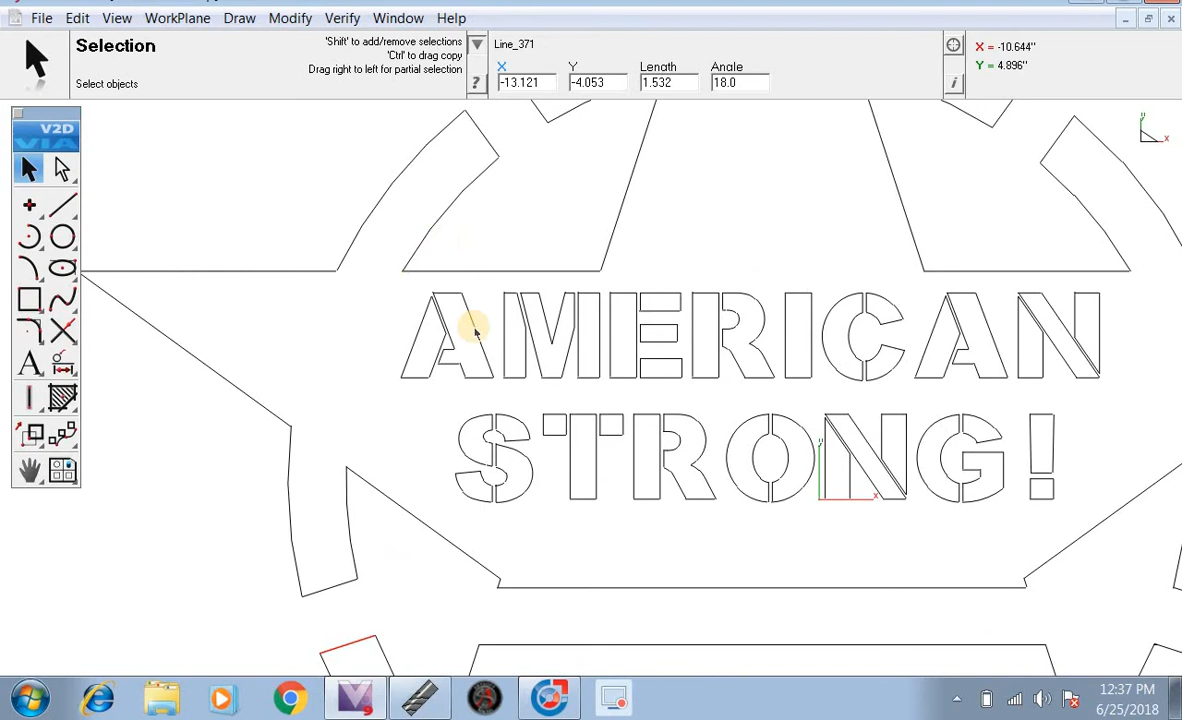 File Edit View WorkPlane Draw Modify Verify Window Help
Selection
Select objects
'Shift' to add/remove selections
'Ctrl' to drag copy
Drag right to left for partial selection
?
Line_371
X Y Length Angle
-13.121 -4.053 1.532 18.0
i
X = -10.644"
Y = 4.896"
V2D
VIA
A
y
x
AMERICAN
STRONG!
y
x
9
12:37 PM
6/25/2018